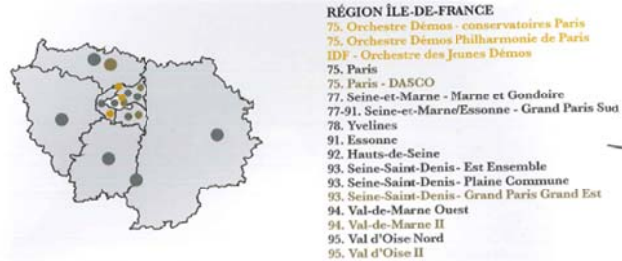 RÉGION ÎLE-DE-FRANCE
75. Orchestre Démos - conservatoires Paris
75. Orchestre Démos Philharmonie de Paris
IDF - Orchestre des Jeunes Démos
75. Paris
75. Paris - DASCO
77. Seine-et-Marne - Marne et Gondoire
77-91. Seine-et-Marne/Essonne - Grand Paris Sud
78. Yvelines
91. Essonne
92. Hauts-de-Seine
93. Seine-Saint-Denis - Est Ensemble
93. Seine-Saint-Denis - Plaine Commune
93. Seine-Saint-Denis - Grand Paris Grand Est
94. Val-de-Marne Ouest
94. Val-de-Marne II
95. Val d'Oise Nord
95. Val d'Oise II